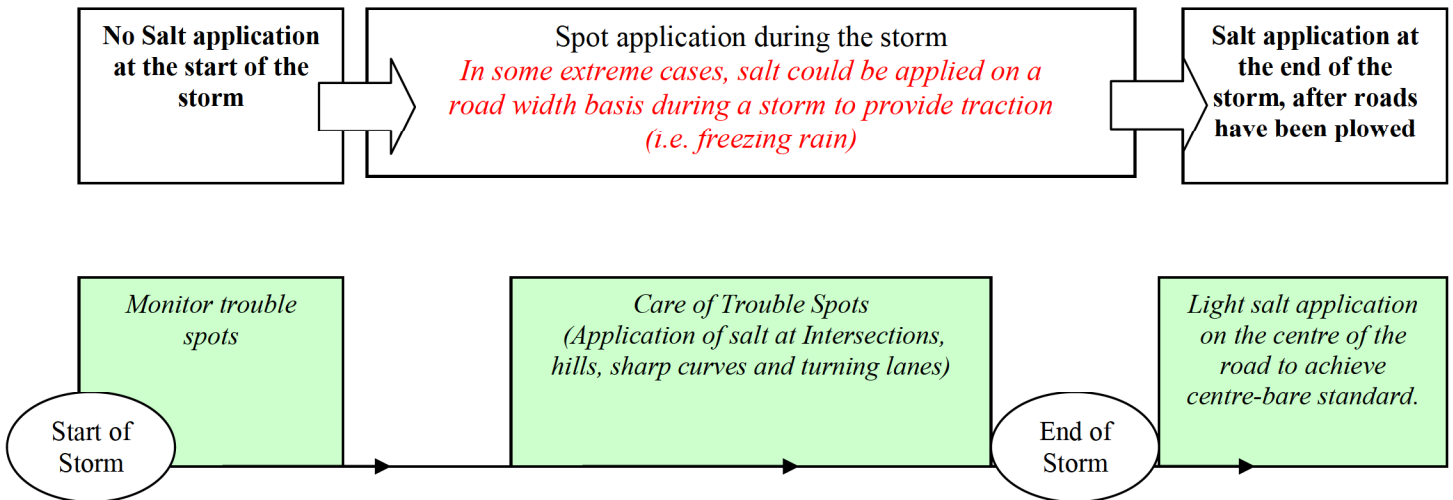 No Salt application
at the start of the
storm
Spot application during the storm
In some extreme cases, salt could be applied on a
road width basis during a storm to provide traction
(i.e. freezing rain)
Salt application at
the end of the
storm, after roads
have been plowed
Monitor trouble
spots
Care of Trouble Spots
(Application of salt at Intersections,
hills, sharp curves and turning lanes)
Light salt application
on the centre of the
road to achieve
centre-bare standard.
Start of
Storm
End of
Storm